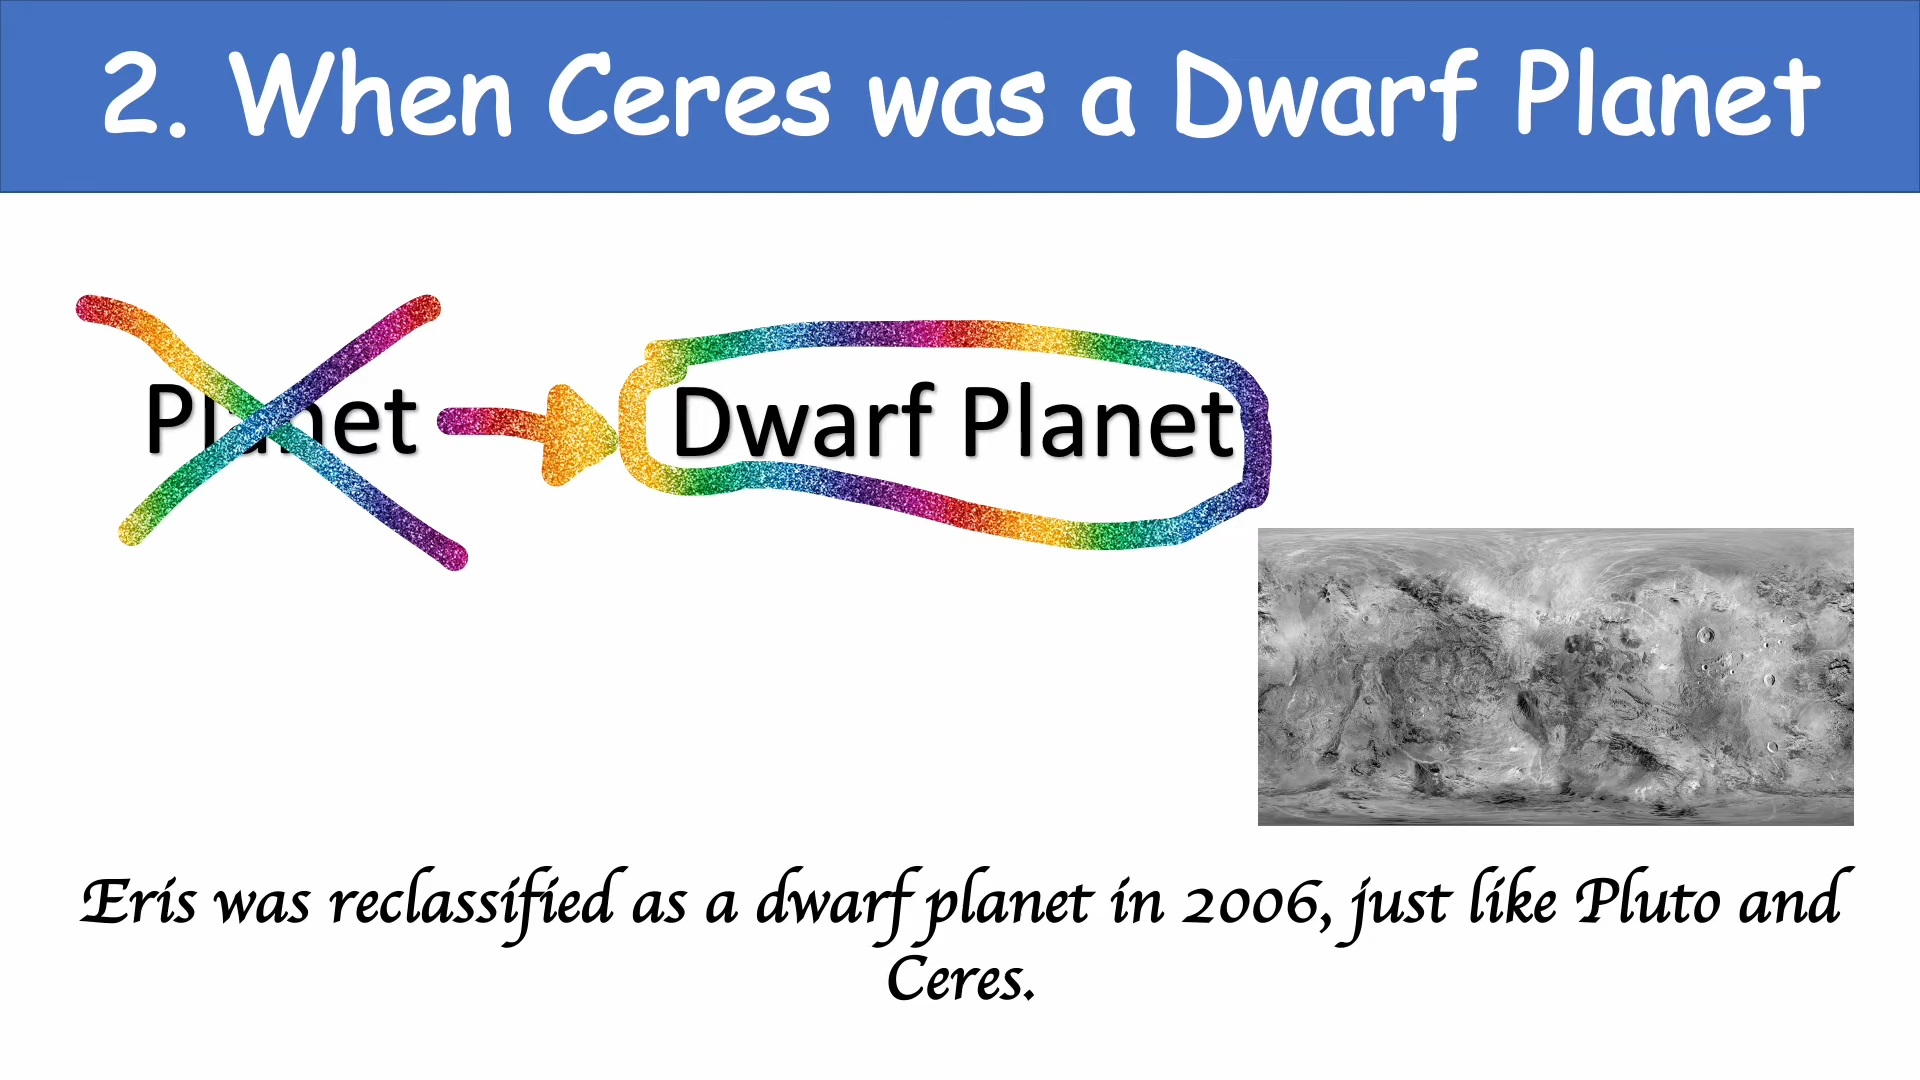 2. When Ceres was a Dwarf Planet
Planet
Dwarf Planet
Eris was reclassified as a dwarf planet in 2006, just like Pluto and
Ceres.